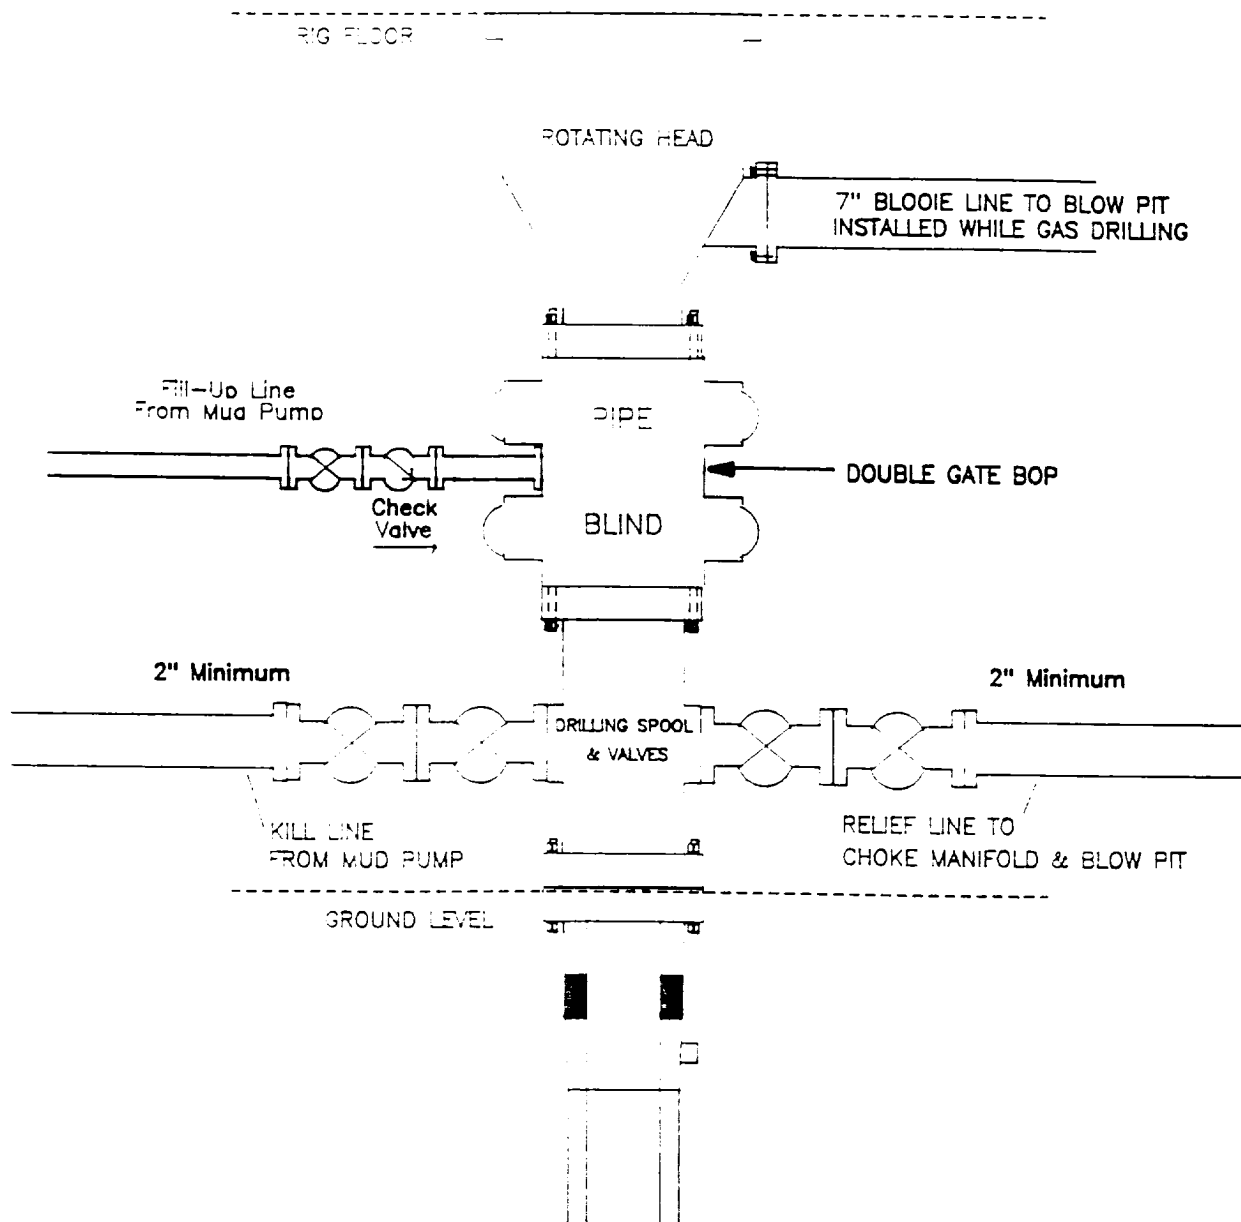 RIG FLOOR
ROTATING HEAD
7" BLOOIE LINE TO BLOW PIT
INSTALLED WHILE GAS DRILLING
Fill-Up Line
From Mud Pump
PIPE
DOUBLE GATE BOP
Check
Valve
BLIND
2" Minimum
2" Minimum
DRILLING SPOOL
& VALVES
KILL LINE
FROM MUD PUMP
RELIEF LINE TO
CHOKE MANIFOLD & BLOW PIT
GROUND LEVEL